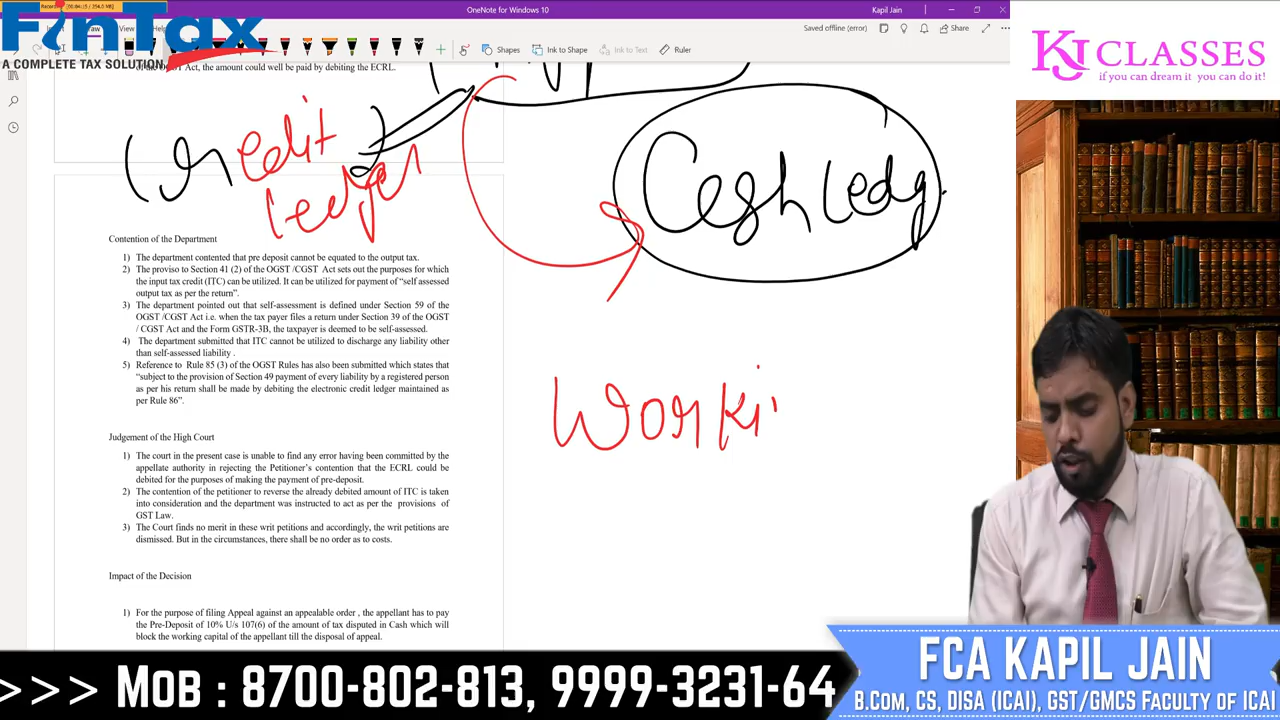 OneNote for Windows 10
Kapil Jain
FinTax
A COMPLETE TAX SOLUTION
Saved offline (error)
Share
Shapes
Ink to Shape
Ink to Text
Ruler
KJ CLASSES
if you can dream it you can do it!
of the OGST Act, the amount could well be paid by debiting the ECRL.
Credit
ledger
Cash Ledg.
Contention of the Department
1) The department contented that pre deposit cannot be equated to the output tax.
2) The proviso to Section 41 (2) of the OGST /CGST Act sets out the purposes for which
the input tax credit (ITC) can be utilized. It can be utilized for payment of “self assessed
output tax as per the return”.
3) The department pointed out that self-assessment is defined under Section 59 of the
OGST /CGST Act i.e. when the tax payer files a return under Section 39 of the OGST
/ CGST Act and the Form GSTR-3B, the taxpayer is deemed to be self-assessed.
4) The department submitted that ITC cannot be utilized to discharge any liability other
than self-assessed liability .
5) Reference to Rule 85 (3) of the OGST Rules has also been submitted which states that
“subject to the provision of Section 49 payment of every liability by a registered person
as per his return shall be made by debiting the electronic credit ledger maintained as
per Rule 86”.
Worki
Judgement of the High Court
1) The court in the present case is unable to find any error having been committed by the
appellate authority in rejecting the Petitioner’s contention that the ECRL could be
debited for the purposes of making the payment of pre-deposit.
2) The contention of the petitioner to reverse the already debited amount of ITC is taken
into consideration and the department was instructed to act as per the provisions of
GST Law.
3) The Court finds no merit in these writ petitions and accordingly, the writ petitions are
dismissed. But in the circumstances, there shall be no order as to costs.
Impact of the Decision
1) For the purpose of filing Appeal against an appealable order , the appellant has to pay
the Pre-Deposit of 10% U/s 107(6) of the amount of tax disputed in Cash which will
block the working capital of the appellant till the disposal of appeal.
>>> Mob : 8700-802-813, 9999-3231-64
FCA KAPIL JAIN
B.Com, CS, DISA (ICAI), GST/GMCS Faculty of ICAI